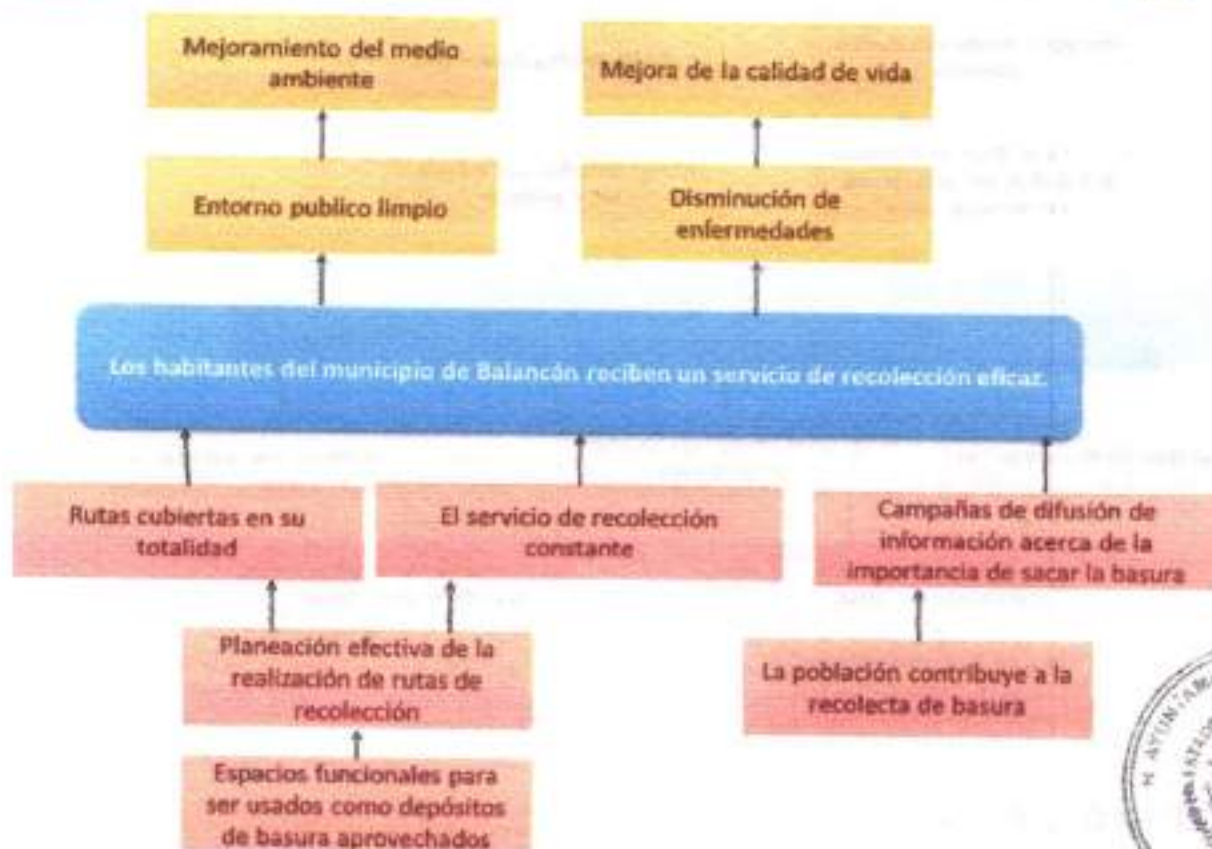 Mejoramiento del medio
ambiente
Mejora de la calidad de vida
Entorno publico limpio
Disminución de
enfermedades
Los habitantes del municipio de Balancán reciben un servicio de recolección eficaz.
Rutas cubiertas en su
totalidad
El servicio de recolección
constante
Campañas de difusión de
información acerca de la
importancia de sacar la basura
Planeación efectiva de la
realización de rutas de
recolección
La población contribuye a la
recolecta de basura
Espacios funcionales para
ser usados como depósitos
de basura aprovechados